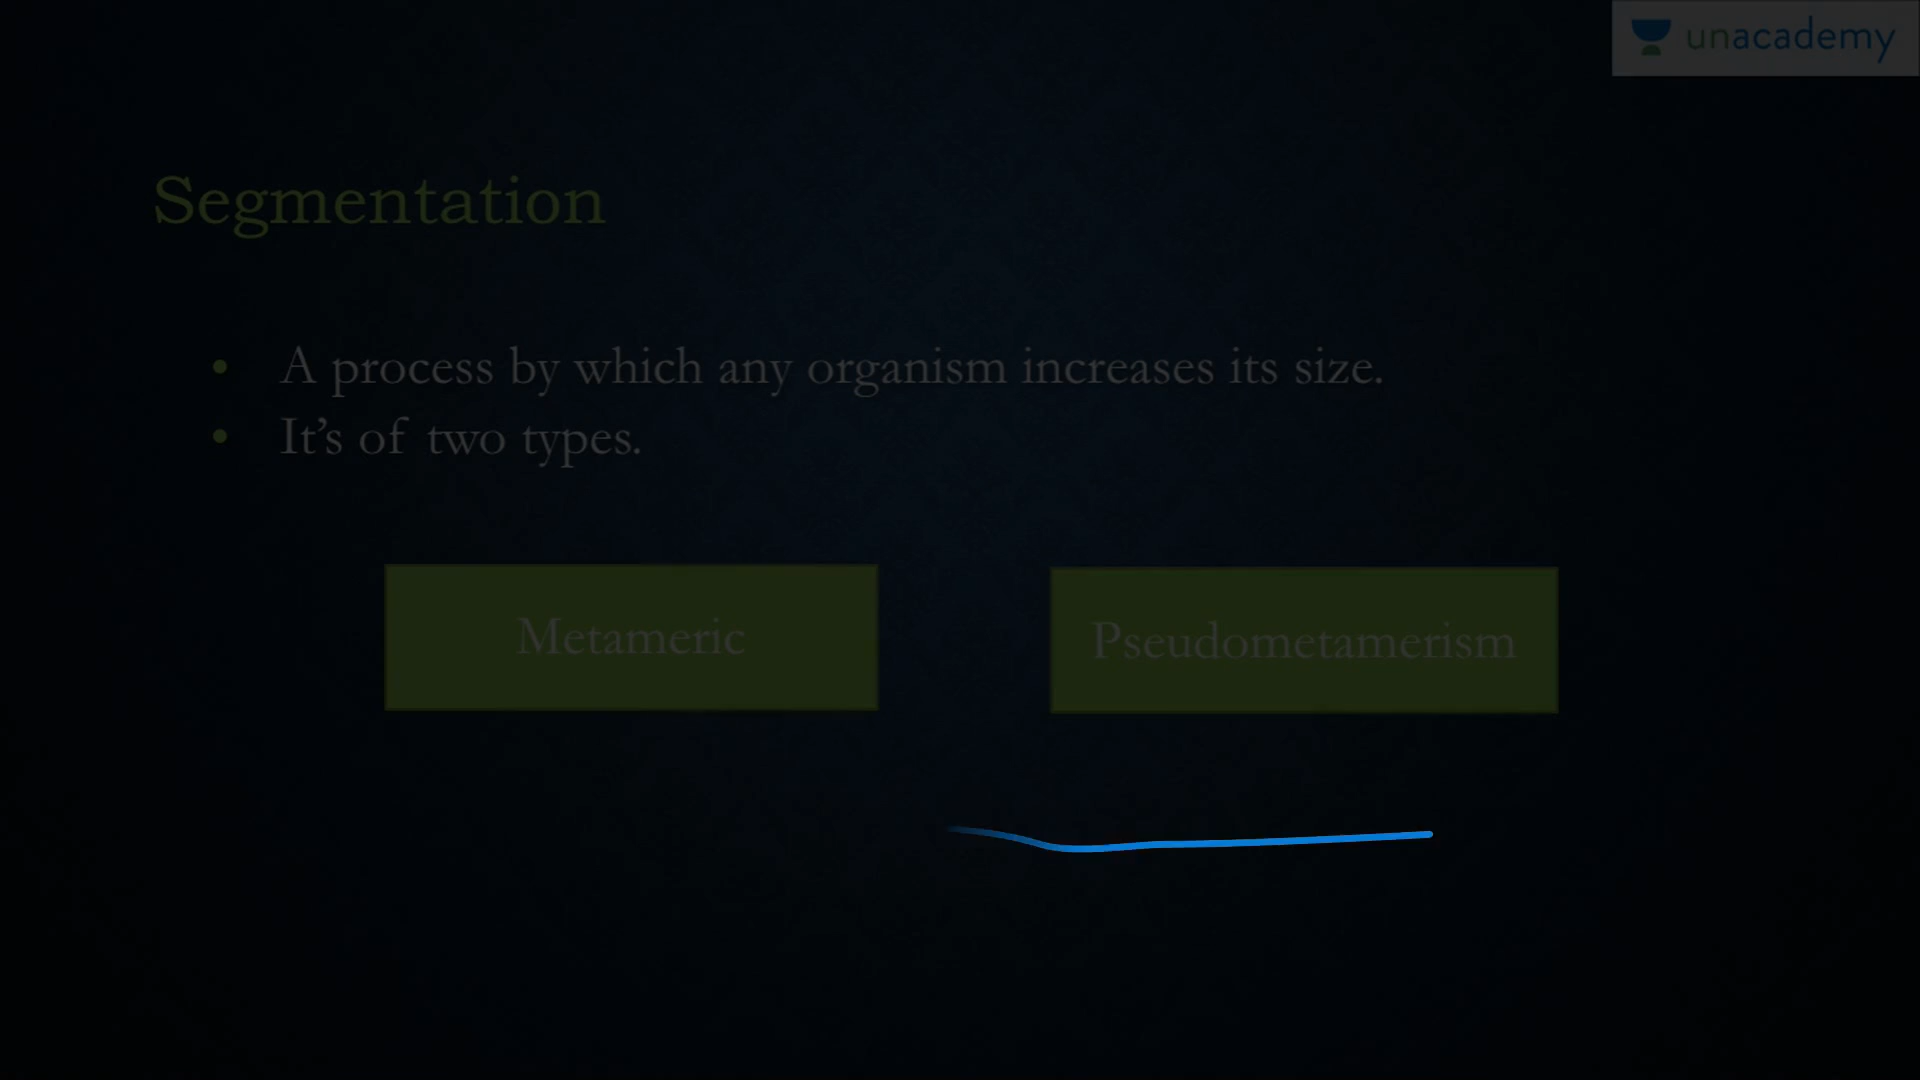 unacademy
Segmentation
• A process by which any organism increases its size.
• It's of two types.
Metameric
Pseudometamerism